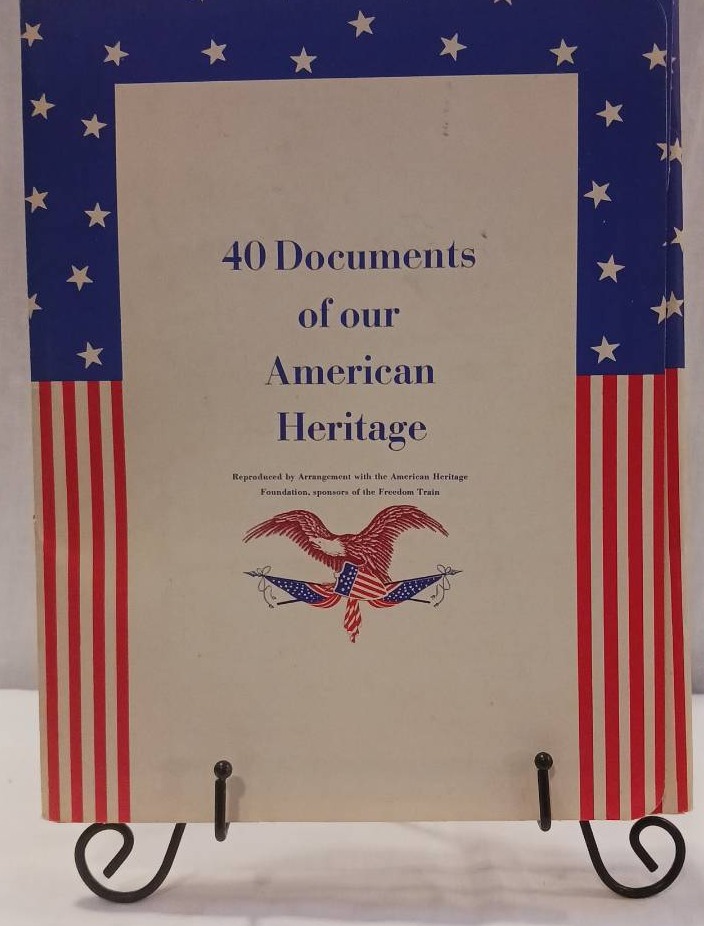 40 Documents
of our
American
Heritage
Reproduced by Arrangement with the American Heritage
Foundation, sponsors of the Freedom Train